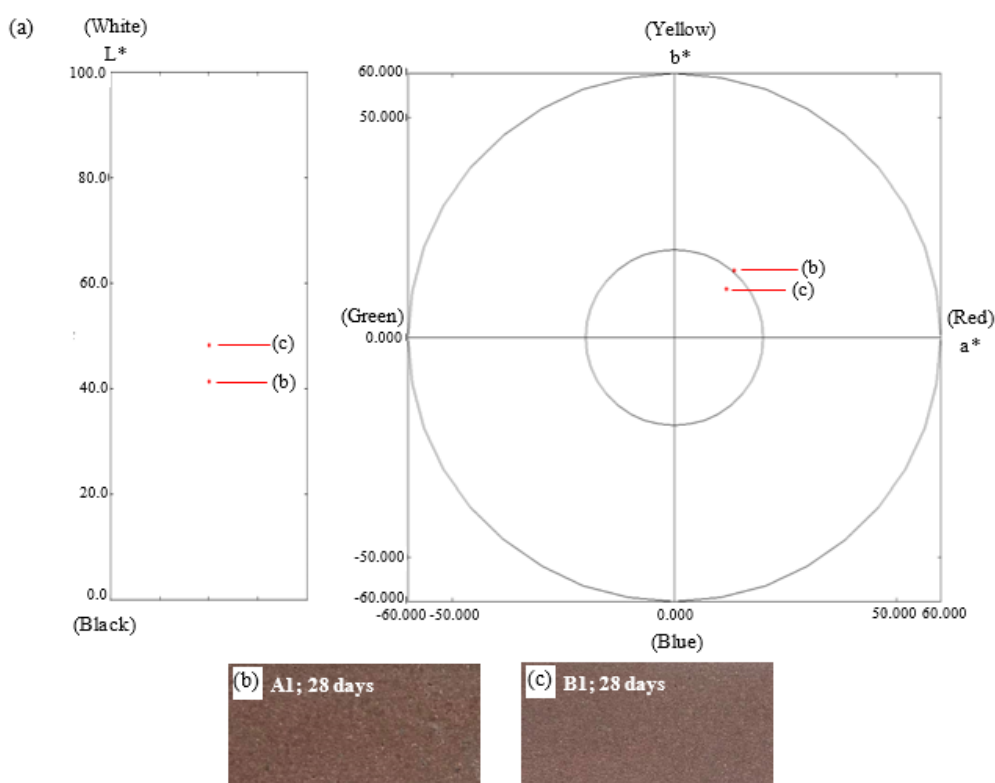 (a)
(White)
L*
100.0
80.0
60.0
40.0
20.0
0.0
(Black)
(c)
(b)
(Yellow)
b*
60.000
50.000
0.000
-50.000
-60.000
(Green)
(Red)
a*
(b)
(c)
-60.000 -50.000 0.000 50.000 60.000
(Blue)
(b) A1; 28 days
(c) B1; 28 days